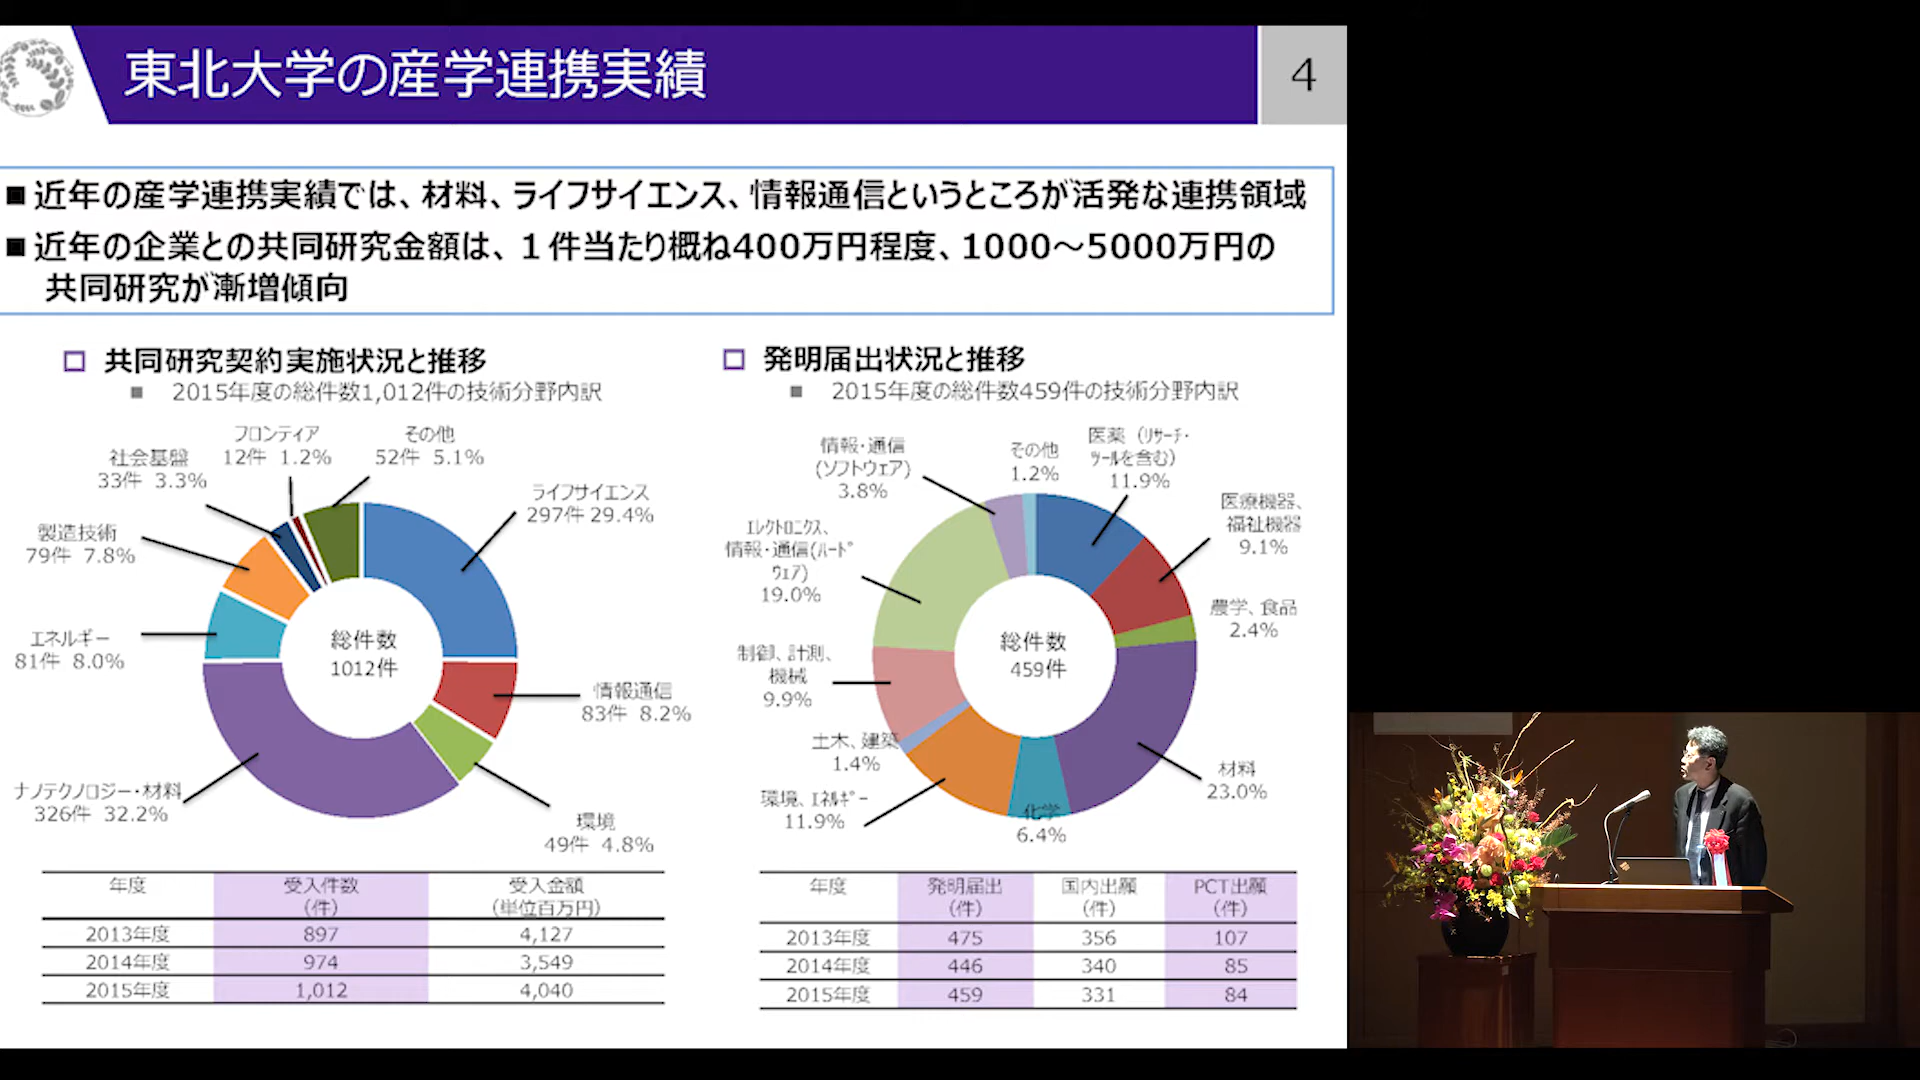 東北大学の産学連携実績
4
■ 近年の産学連携実績では、材料、ライフサイエンス、情報通信というところが活発な連携領域
■ 近年の企業との共同研究金額は、１件当たり概ね400万円程度、1000～5000万円の
共同研究が漸増傾向
共同研究契約実施状況と推移
■ 2015年度の総件数1,012件の技術分野内訳
フロンティア
12件 1.2%
その他
52件 5.1%
社会基盤
33件 3.3%
ライフサイエンス
297件 29.4%
製造技術
79件 7.8%
エネルギー
81件 8.0%
総件数
1012件
情報通信
83件 8.2%
ナノテクノロジー・材料
326件 32.2%
環境
49件 4.8%
年度 受入件数 受入金額
(件) (単位百万円)
2013年度 897 4,127
2014年度 974 3,549
2015年度 1,012 4,040
発明届出状況と推移
■ 2015年度の総件数459件の技術分野内訳
情報・通信
(ソフトウェア)
3.8%
その他
1.2%
医薬（ﾘｻｰﾁ・
ﾂｰﾙを含む）
11.9%
医療機器、
福祉機器
9.1%
ｴﾚｸﾄﾛﾆｸｽ、
情報・通信(ﾊｰﾄﾞ
ｳｪｱ)
19.0%
農学、食品
2.4%
総件数
459件
制御、計測、
機械
9.9%
土木、建築
1.4%
材料
23.0%
環境、ｴﾈﾙｷﾞｰ
11.9%
化学
6.4%
年度 発明届出 国内出願 PCT出願
(件) (件) (件)
2013年度 475 356 107
2014年度 446 340 85
2015年度 459 331 84